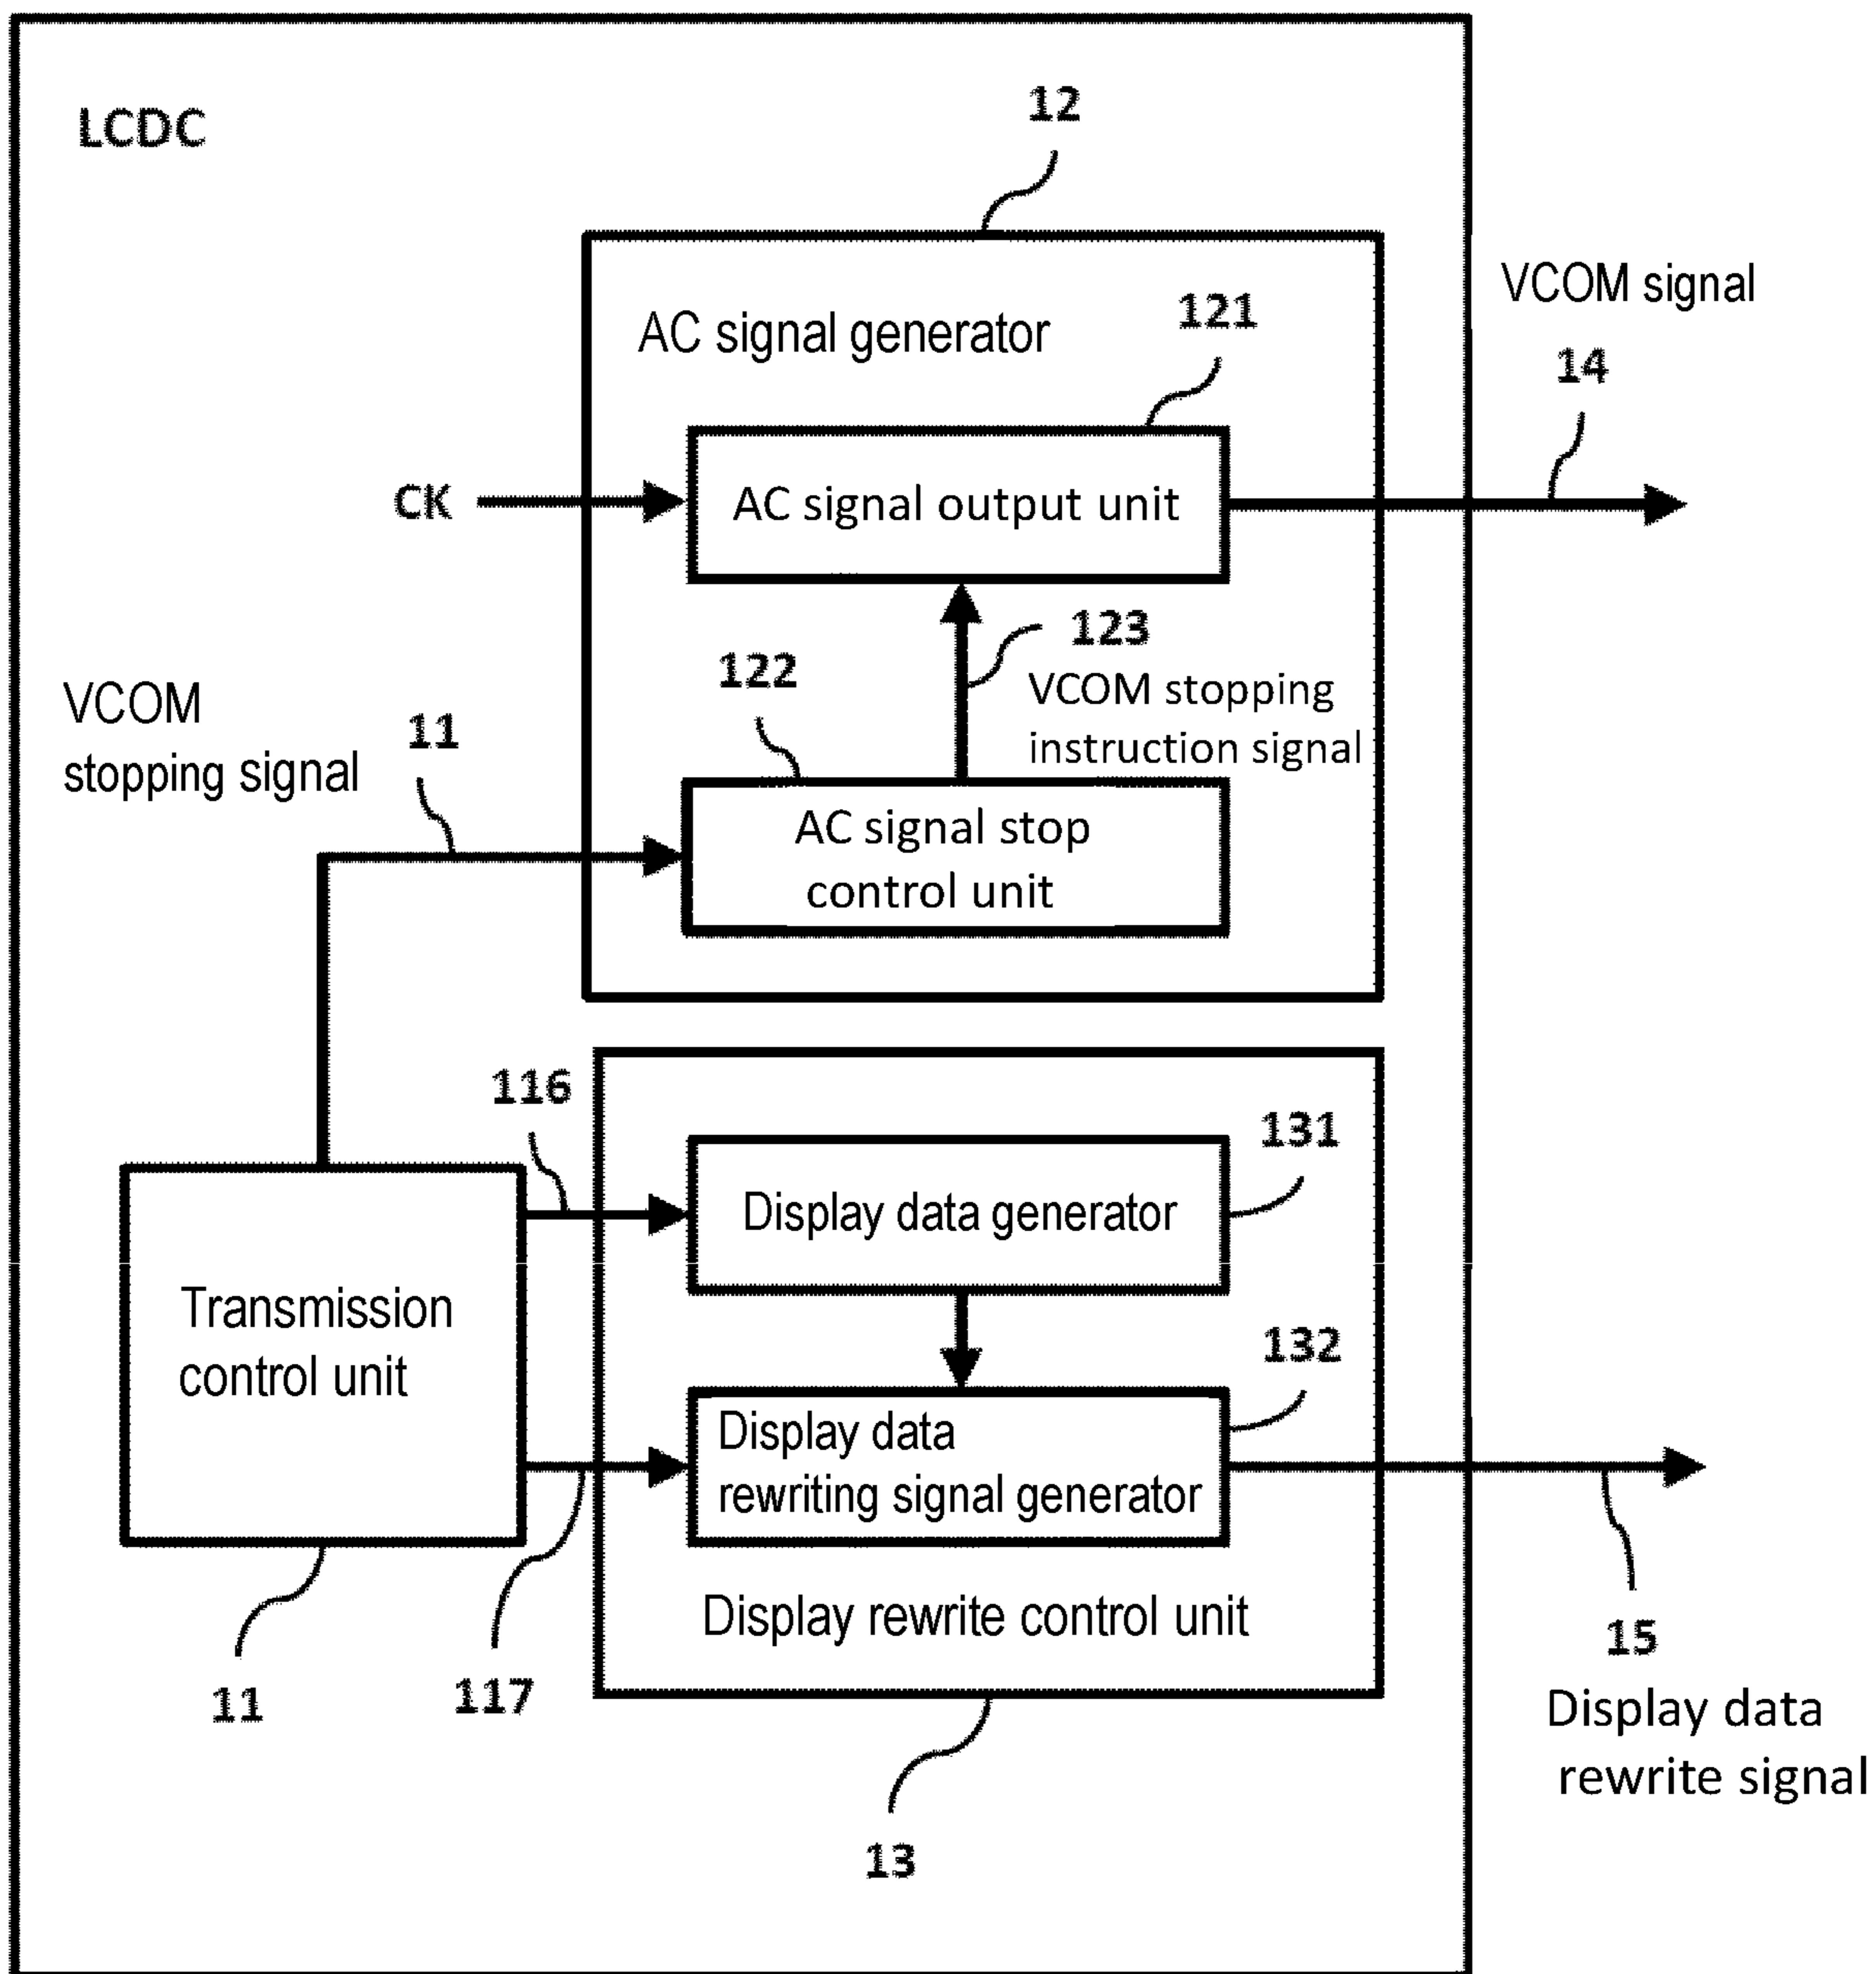 LCDC
12
VCOM signal
14
AC signal generator
121
CK
AC signal output unit
123
VCOM stopping
instruction signal
122
VCOM
stopping signal
11
AC signal stop
control unit
116
131
Display data generator
Transmission
control unit
132
Display data
rewriting signal generator
Display rewrite control unit
11
117
15
Display data
rewrite signal
13